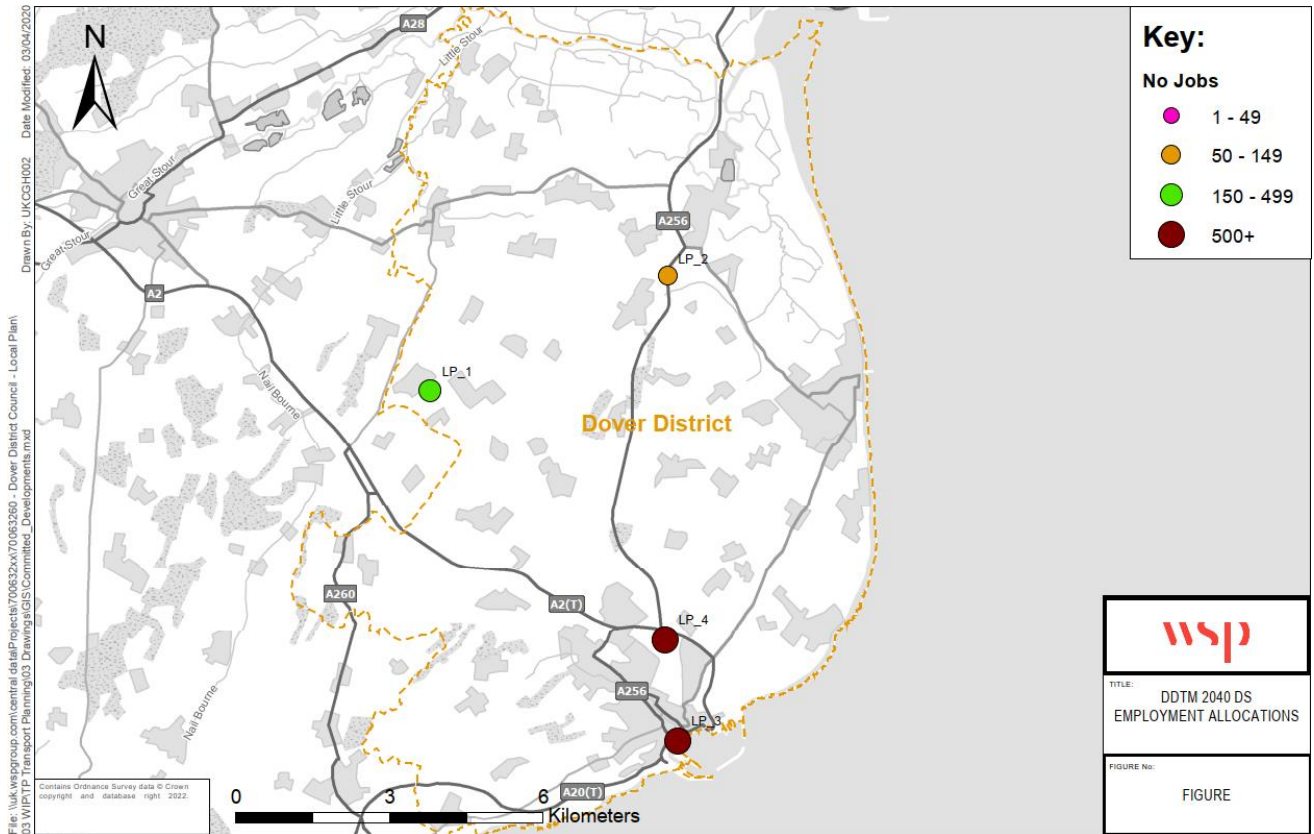 File: \\uk.wspgroup.com\central data\Projects\700632xx\70063260 - Dover District Council - Local Plan\
03 WIP\TP Transport Planning\03 Drawings\GIS\Committed_Developments.mxd
Drawn By: UKCGH002
Date Modified: 03/04/2020
N
A28
Little Stour
Great Stour
Little Stour
Great Stour
A256
LP_2
A2
Nail Bourne
LP_1
Dover District
A260
A2(T)
LP_4
A256
Nail Bourne
LP_3
A20(T)
Contains Ordnance Survey data © Crown
copyright and database right 2022.
0 3 6
Kilometers
Key:
No Jobs
1 - 49
50 - 149
150 - 499
500+
wsp
TITLE:
DDTM 2040 DS
EMPLOYMENT ALLOCATIONS
FIGURE No:
FIGURE